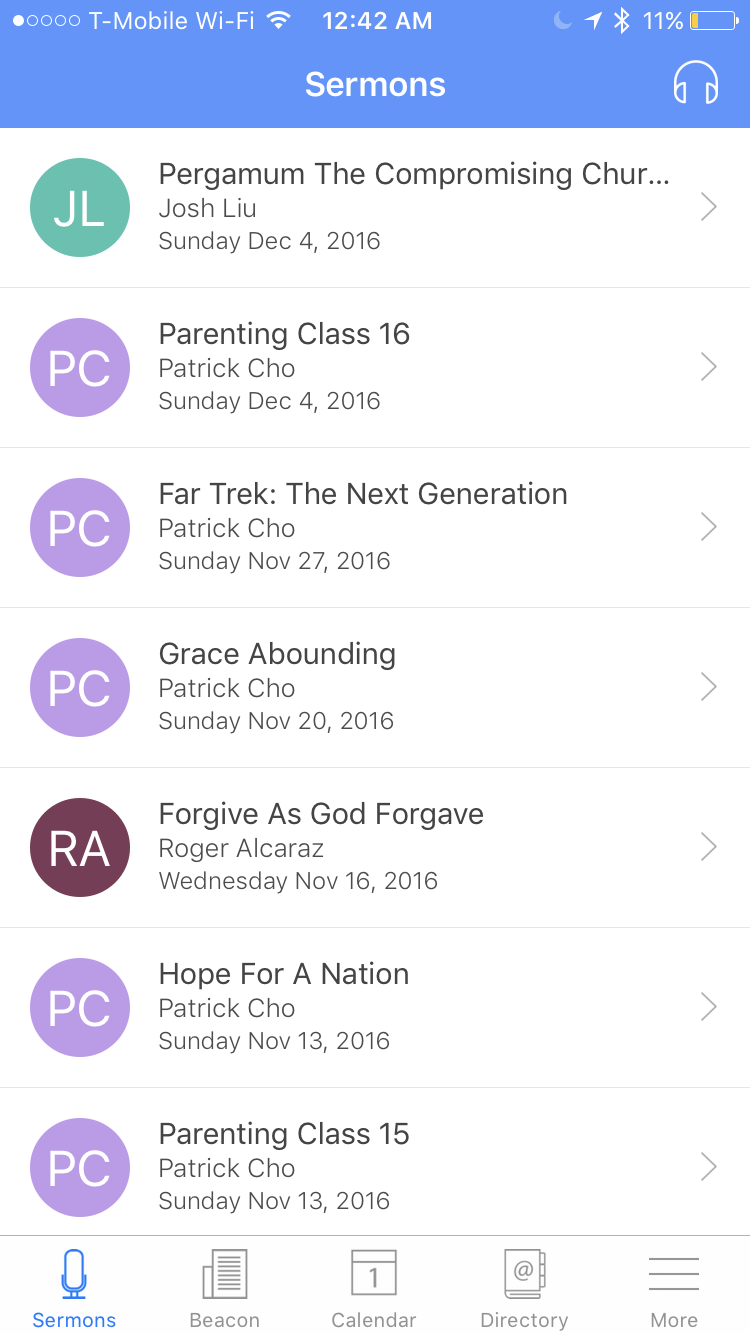 T-Mobile Wi-Fi 12:42 AM 11%
Sermons
JL
Pergamum The Compromising Chur...
Josh Liu
Sunday Dec 4, 2016
PC
Parenting Class 16
Patrick Cho
Sunday Dec 4, 2016
PC
Far Trek: The Next Generation
Patrick Cho
Sunday Nov 27, 2016
PC
Grace Abounding
Patrick Cho
Sunday Nov 20, 2016
RA
Forgive As God Forgave
Roger Alcaraz
Wednesday Nov 16, 2016
PC
Hope For A Nation
Patrick Cho
Sunday Nov 13, 2016
PC
Parenting Class 15
Patrick Cho
Sunday Nov 13, 2016
1 @
Sermons Beacon Calendar Directory More